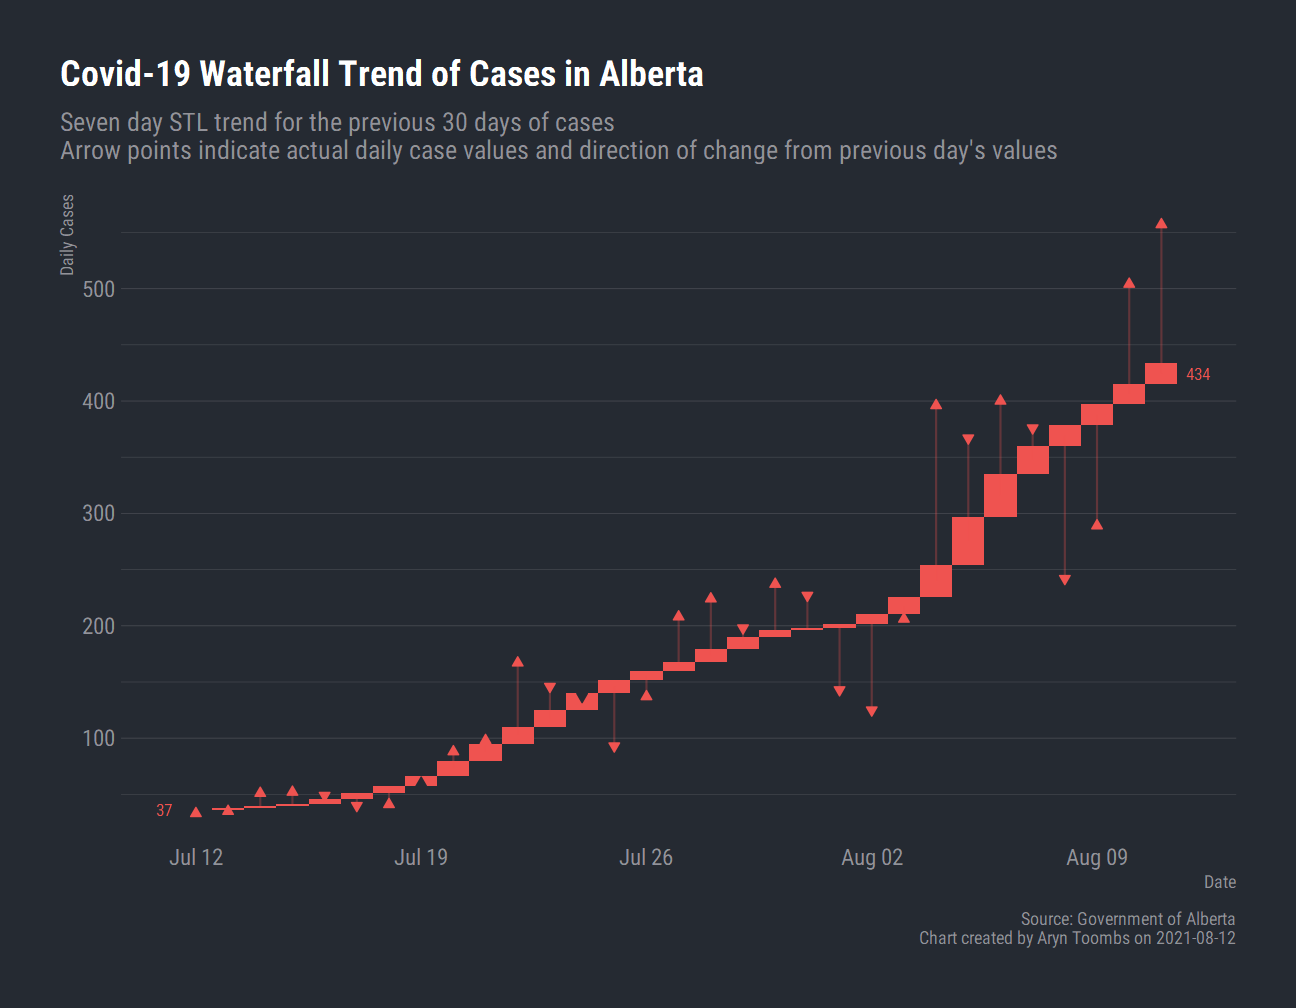 Covid-19 Waterfall Trend of Cases in Alberta
Seven day STL trend for the previous 30 days of cases
Arrow points indicate actual daily case values and direction of change from previous day's values
Daily Cases
500
400
300
200
100
434
37
Jul 12
Jul 19
Jul 26
Aug 02
Aug 09
Date
Source: Government of Alberta
Chart created by Aryn Toombs on 2021-08-12